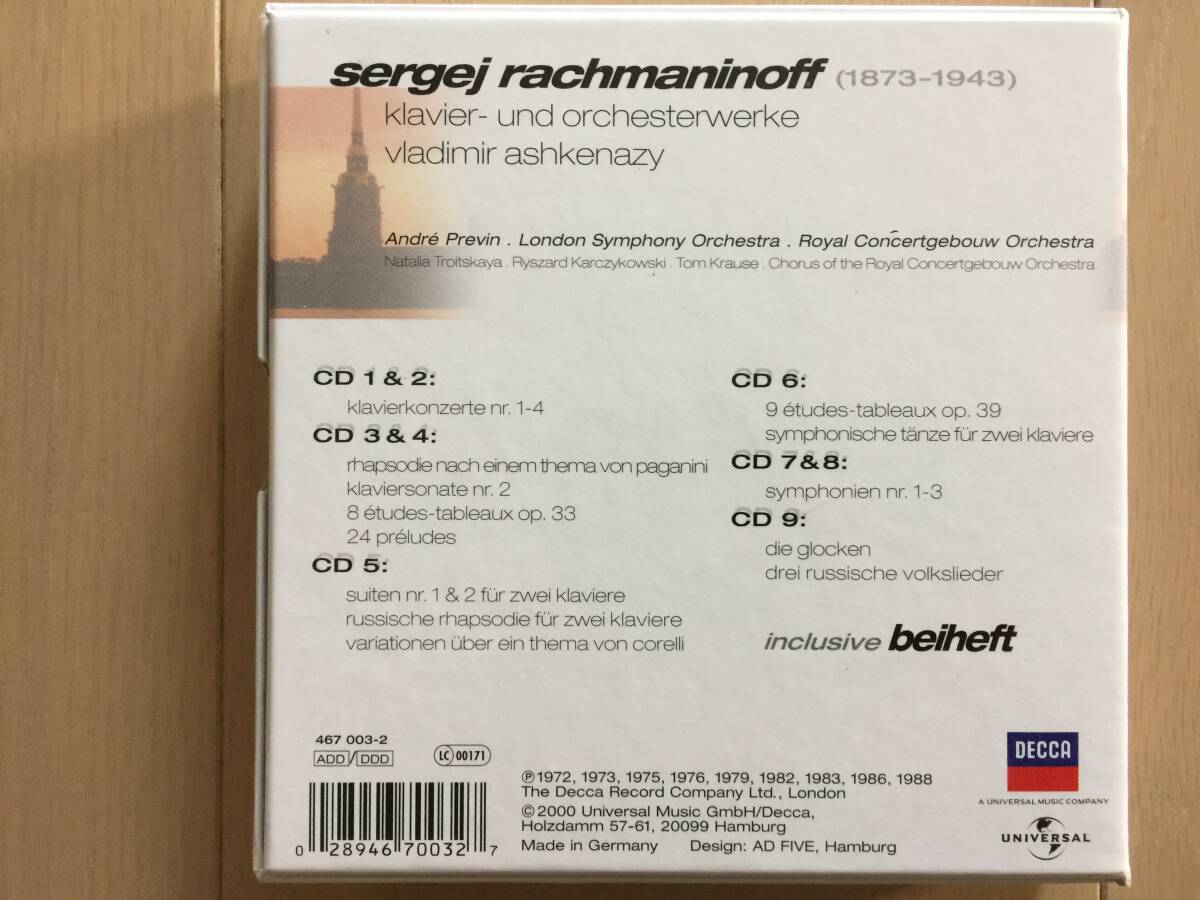 sergej rachmaninoff (1873-1943)
klavier- und orchesterwerke
vladimir ashkenazy
André Previn . London Symphony Orchestra . Royal Concertgebouw Orchestra
Natalia Troitskaya . Ryszard Karczykowski . Tom Krause . Chorus of the Royal Concertgebouw Orchestra
CD 1 & 2:
klavierkonzerte nr. 1-4
CD 3 & 4:
rhapsodie nach einem thema von paganini
klaviersonate nr. 2
8 études-tableaux op. 33
24 préludes
CD 5:
suiten nr. 1 & 2 für zwei klaviere
russische rhapsodie für zwei klaviere
variationen über ein thema von corelli
CD 6:
9 études-tableaux op. 39
symphonische tänze für zwei klaviere
CD 7&8:
symphonien nr. 1-3
CD 9:
die glocken
drei russische volkslieder
inclusive beiheft
467 003-2
ADD/DDD
LC 00171
0 28946 70032 7
℗ 1972, 1973, 1975, 1976, 1979, 1982, 1983, 1986, 1988
The Decca Record Company Ltd., London
© 2000 Universal Music GmbH/Decca,
Holzdamm 57-61, 20099 Hamburg
Made in Germany Design: AD FIVE, Hamburg
DECCA
A UNIVERSAL MUSIC COMPANY
UNIVERSAL